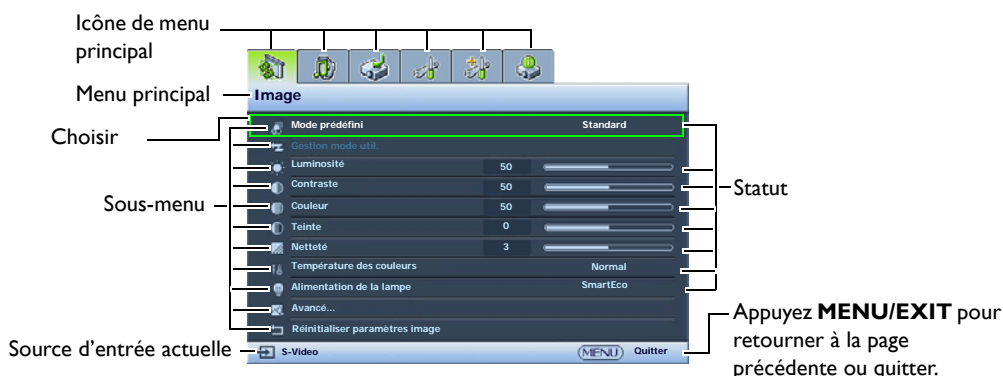 Icône de menu
principal
Menu principal
Image
Choisir
Mode prédéfini Standard
Gestion mode util.
Luminosité 50
Contraste 50
Statut
Sous-menu
Couleur 50
Teinte 0
Netteté 3
Température des couleurs Normal
Alimentation de la lampe SmartEco
Avancé...
Réinitialiser paramètres image
Source d'entrée actuelle
S-Video MENU Quitter
Appuyez MENU/EXIT pour
retourner à la page
précédente ou quitter.